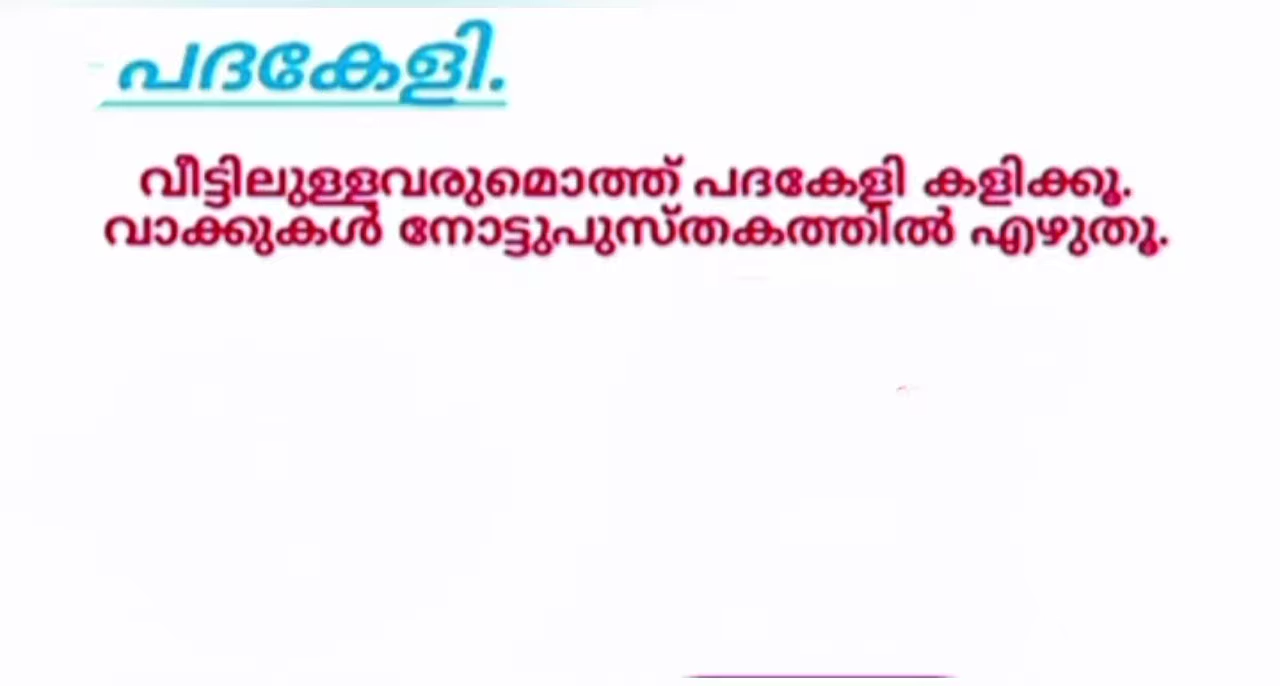 പദകേളി.
വീട്ടിലുള്ളവരുമൊത്ത് പദകേളി കളിക്കൂ.
വാക്കുകൾ നോട്ടുപുസ്തകത്തിൽ എഴുതൂ.